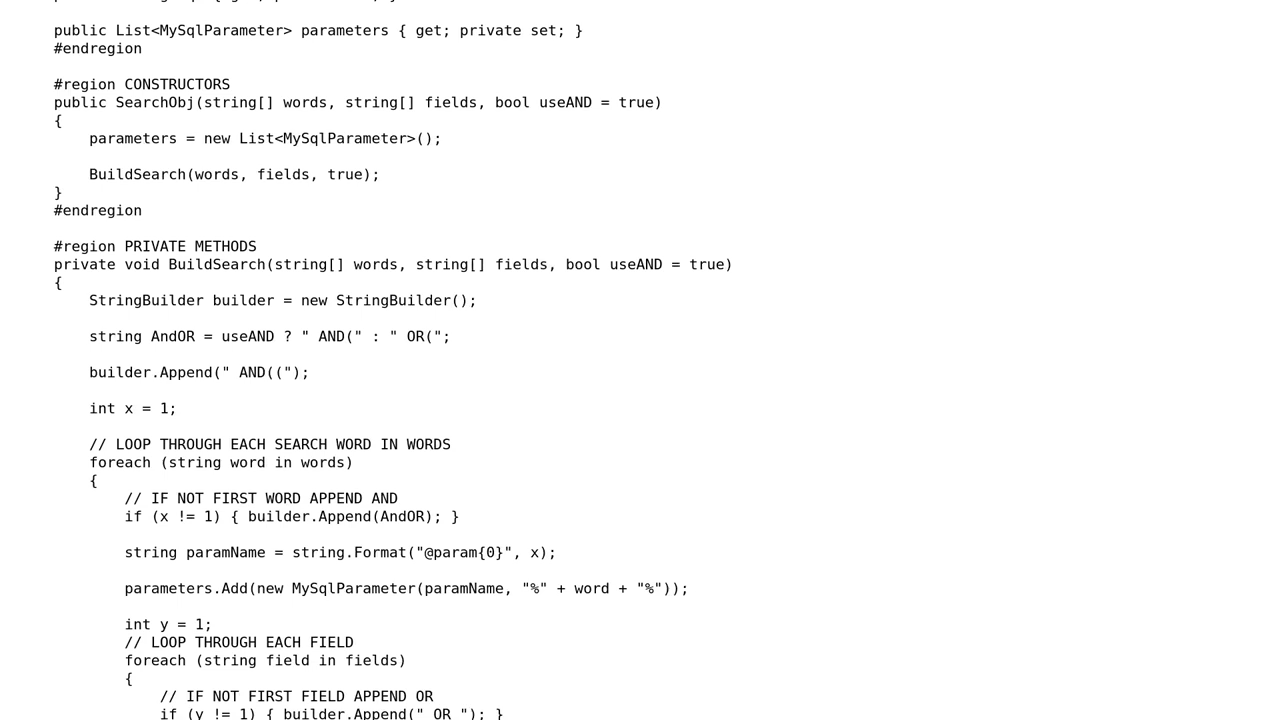 public List<MySqlParameter> parameters { get; private set; }
#endregion
#region CONSTRUCTORS
public SearchObj(string[] words, string[] fields, bool useAND = true)
{
parameters = new List<MySqlParameter>();
BuildSearch(words, fields, true);
}
#endregion
#region PRIVATE METHODS
private void BuildSearch(string[] words, string[] fields, bool useAND = true)
{
StringBuilder builder = new StringBuilder();
string AndOR = useAND ? " AND(" : " OR(";
builder.Append(" AND((");
int x = 1;
// LOOP THROUGH EACH SEARCH WORD IN WORDS
foreach (string word in words)
{
// IF NOT FIRST WORD APPEND AND
if (x != 1) { builder.Append(AndOR); }
string paramName = string.Format("@param{0}", x);
parameters.Add(new MySqlParameter(paramName, "%" + word + "%"));
int y = 1;
// LOOP THROUGH EACH FIELD
foreach (string field in fields)
{
// IF NOT FIRST FIELD APPEND OR
if (y != 1) { builder.Append(" OR "); }